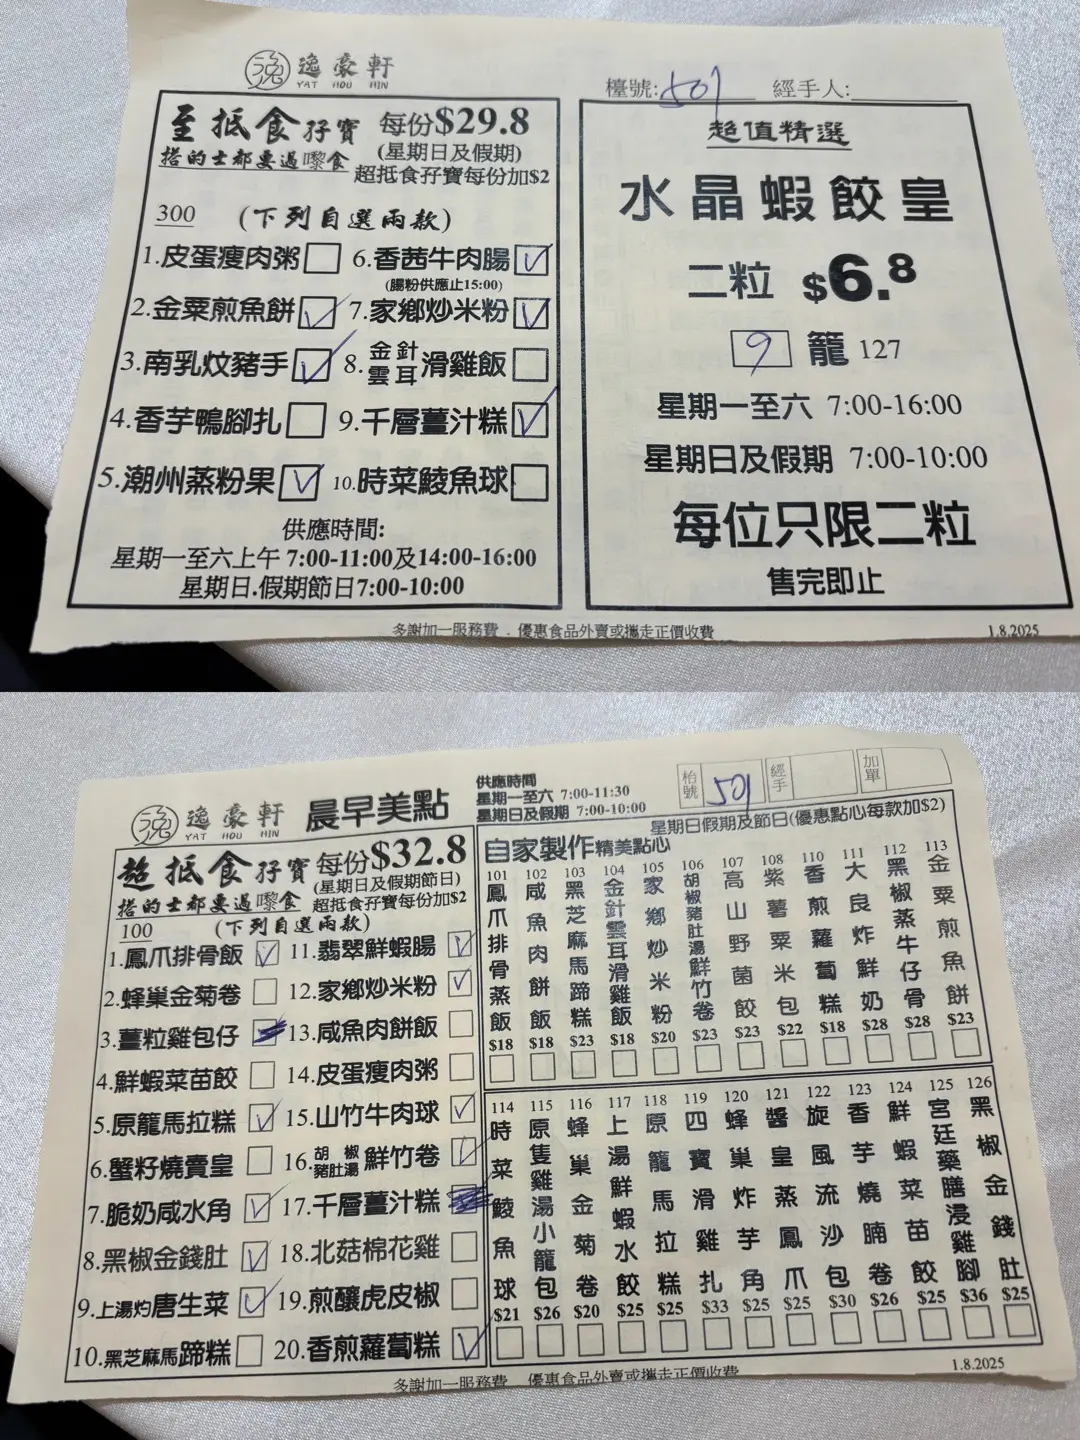 逸豪軒
YAT HOU HIN
檯號:501 經手人:
至抵食孖寶 每份$29.8
搭的士都要過嚟食
(星期日及假期)
超抵食孖寶每份加$2
300 (下列自選兩款)
1.皮蛋瘦肉粥 6.香茜牛肉腸
(腸粉供應止15:00)
2.金粟煎魚餅 7.家鄉炒米粉
3.南乳炆豬手 8.金針雲耳滑雞飯
4.香芋鴨腳扎 9.千層薑汁糕
5.潮州蒸粉果 10.時菜鯪魚球
供應時間:
星期一至六上午 7:00-11:00及14:00-16:00
星期日.假期節日7:00-10:00
超值精選
水晶蝦餃皇
二粒 $6.8
9 籠 127
星期一至六 7:00-16:00
星期日及假期 7:00-10:00
每位只限二粒
售完即止
多謝加一服務費 . 優惠食品外賣或攜走正價收費
1.8.2025
逸豪軒
YAT HOU HIN
晨早美點
供應時間
星期一至六 7:00-11:30
星期日及假期 7:00-10:00
枱號 501 經手 加單
超抵食孖寶 每份$32.8
搭的士都要過嚟食
(星期日及假期節日)
超抵食孖寶每份加$2
100 (下列自選兩款)
1.鳳爪排骨飯 11.翡翠鮮蝦腸
2.蜂巢金菊卷 12.家鄉炒米粉
3.薑粒雞包仔 13.咸魚肉餅飯
4.鮮蝦菜苗餃 14.皮蛋瘦肉粥
5.原籠馬拉糕 15.山竹牛肉球
6.蟹籽燒賣皇 16.胡椒豬肚湯鮮竹卷
7.脆奶咸水角 17.千層薑汁糕
8.黑椒金錢肚 18.北菇棉花雞
9.上湯灼唐生菜 19.煎釀虎皮椒
10.黑芝麻馬蹄糕 20.香煎蘿蔔糕
自家製作精美點心
星期日假期及節日(優惠點心每款加$2)
101 鳳爪排骨蒸飯 $18
102 咸魚肉餅飯 $18
103 黑芝麻馬蹄糕 $23
104 金針雲耳滑雞飯 $18
105 家鄉炒米粉 $20
106 胡椒豬肚湯鮮竹卷 $23
107 高山野菌餃 $23
108 紫薯粟米包 $22
110 香煎蘿蔔糕 $18
111 大良炸鮮奶 $28
112 黑椒蒸牛仔骨 $28
113 金粟煎魚餅 $23
114 時菜鯪魚球 $21
115 原隻雞湯小籠包 $26
116 蜂巢金菊卷 $20
117 上湯鮮蝦水餃 $25
118 原籠馬拉糕 $25
119 四寶滑雞扎 $33
120 蜂巢炸芋角 $25
121 醬皇蒸鳳爪 $25
122 旋風流沙包 $30
123 香芋燒腩卷 $26
124 鮮蝦菜苗餃 $25
125 宮廷藥膳浸雞腳 $36
126 黑椒金錢肚 $25
多謝加一服務費 優惠食品外賣或攜走正價收費
1.8.2025